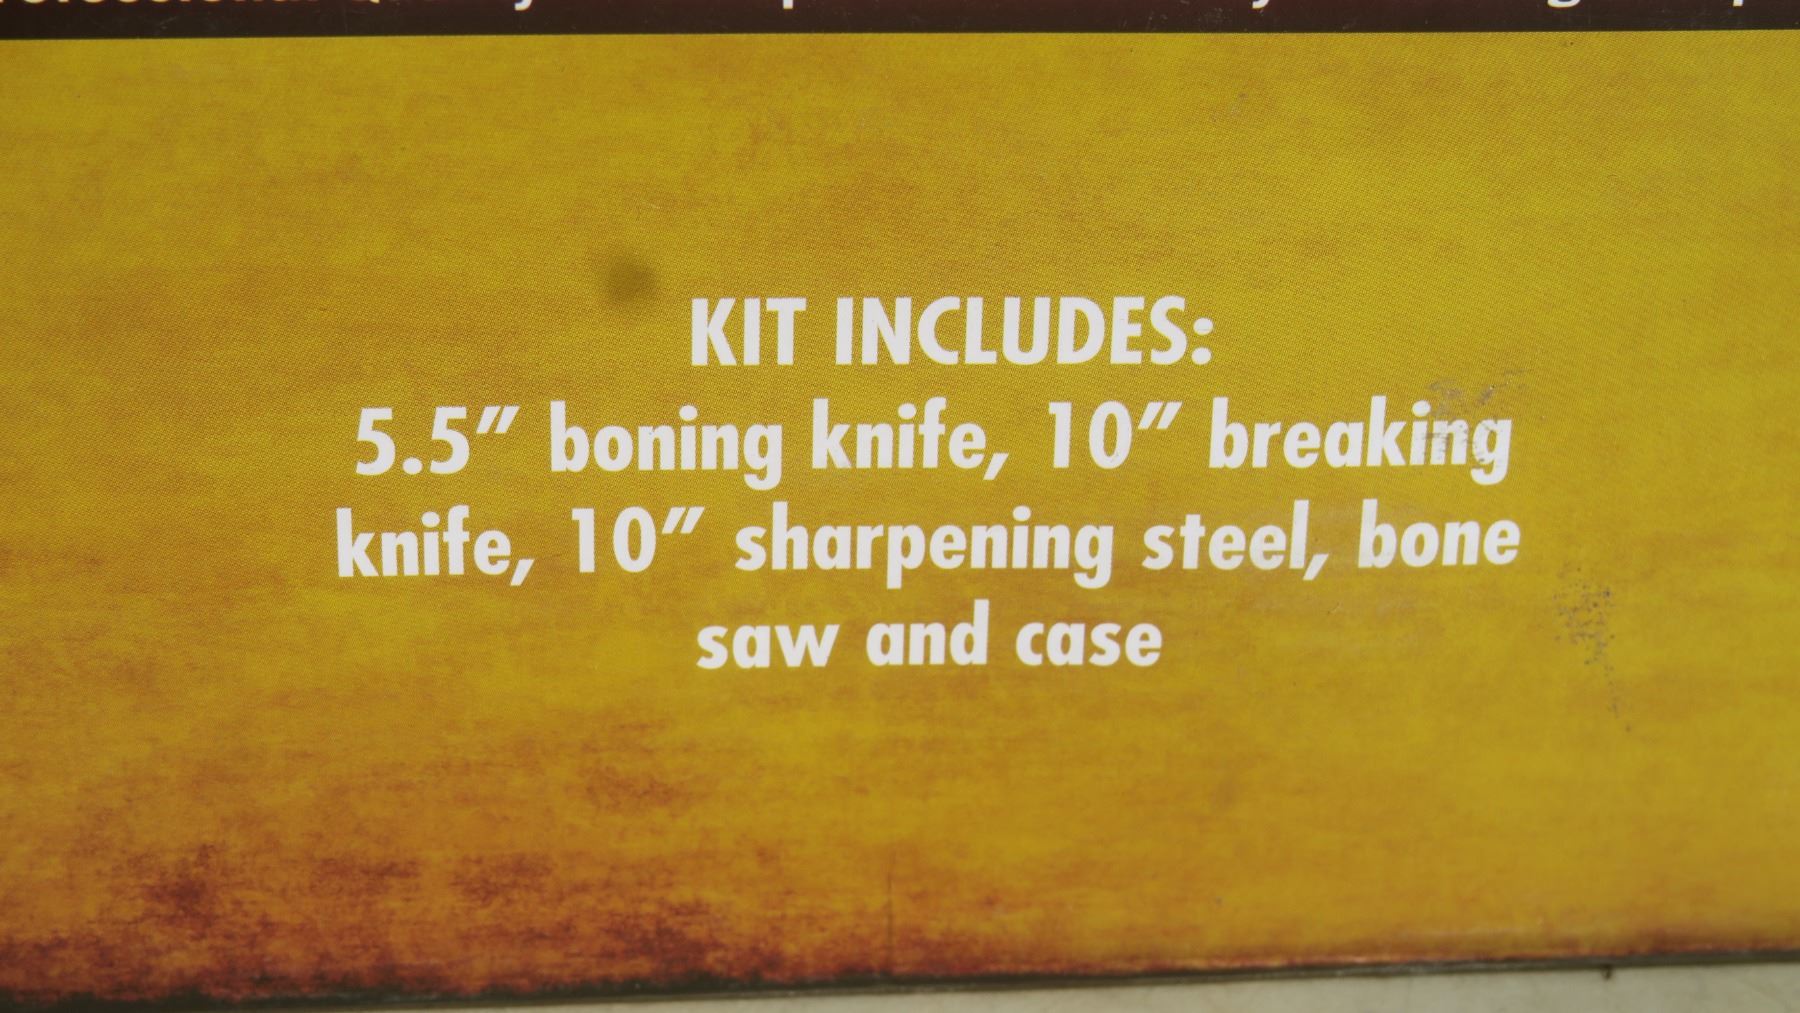 KIT INCLUDES:
5.5″ boning knife, 10″ breaking
knife, 10″ sharpening steel, bone
saw and case